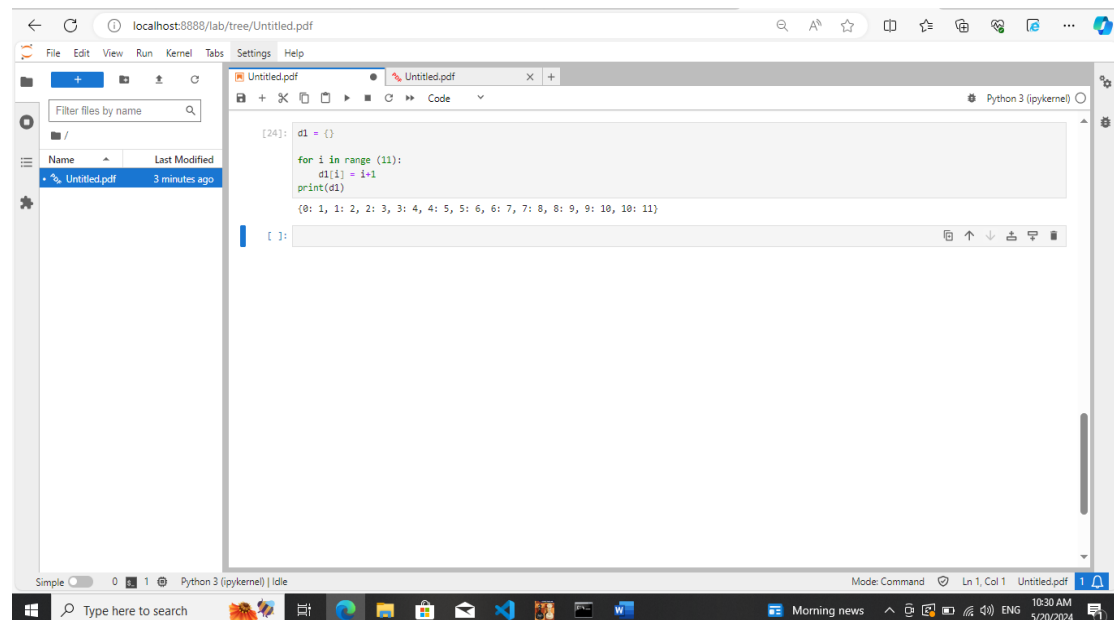 localhost:8888/lab/tree/Untitled.pdf
File Edit View Run Kernel Tabs Settings Help
Untitled.pdf
Untitled.pdf
Code
Python 3 (ipykernel)
Filter files by name
/
Name Last Modified
Untitled.pdf 3 minutes ago
[24]: d1 = {}
for i in range (11):
d1[i] = i+1
print(d1)
{0: 1, 1: 2, 2: 3, 3: 4, 4: 5, 5: 6, 6: 7, 7: 8, 8: 9, 9: 10, 10: 11}
[ ]:
Simple 0 1 Python 3 (ipykernel) | Idle Mode: Command Ln 1, Col 1 Untitled.pdf 1
Type here to search Morning news ENG 10:30 AM
5/20/2024